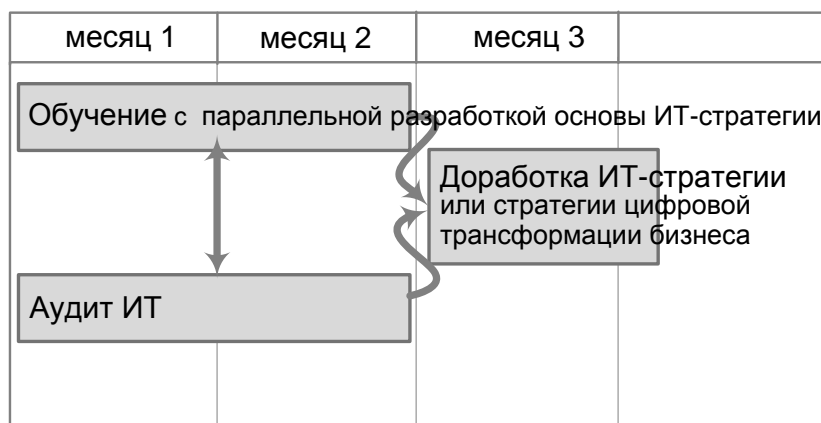 месяц 1
месяц 2
месяц 3
Обучение с параллельной разработкой основы ИТ-стратегии
Доработка ИТ-стратегии
или стратегии цифровой
трансформации бизнеса
Аудит ИТ